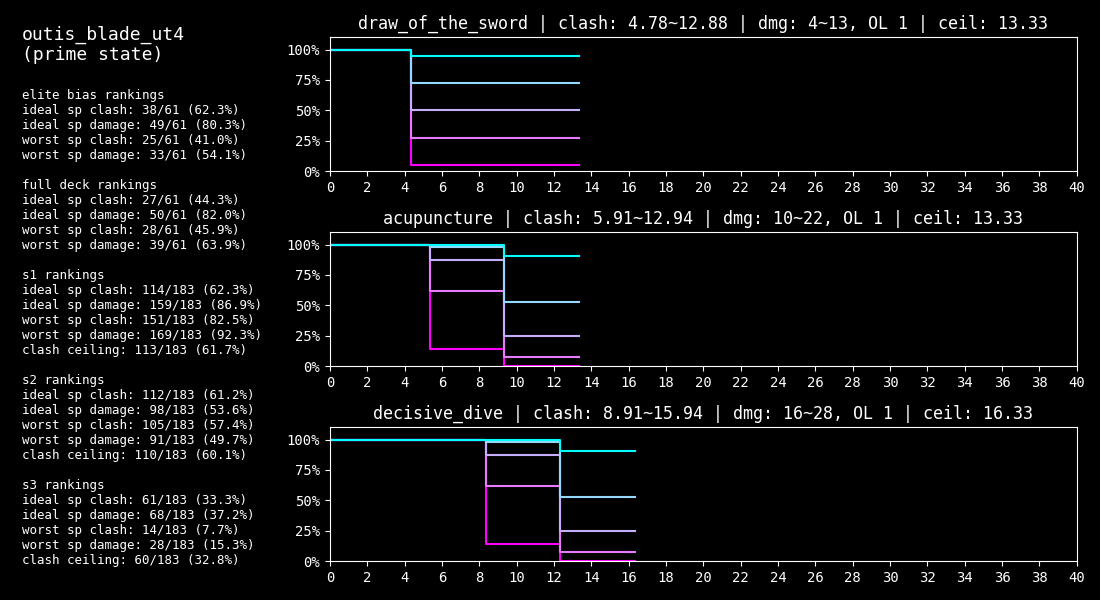 outis_blade_ut4
(prime state)
elite bias rankings
ideal sp clash: 38/61 (62.3%)
ideal sp damage: 49/61 (80.3%)
worst sp clash: 25/61 (41.0%)
worst sp damage: 33/61 (54.1%)
full deck rankings
ideal sp clash: 27/61 (44.3%)
ideal sp damage: 50/61 (82.0%)
worst sp clash: 28/61 (45.9%)
worst sp damage: 39/61 (63.9%)
s1 rankings
ideal sp clash: 114/183 (62.3%)
ideal sp damage: 159/183 (86.9%)
worst sp clash: 151/183 (82.5%)
worst sp damage: 169/183 (92.3%)
clash ceiling: 113/183 (61.7%)
s2 rankings
ideal sp clash: 112/183 (61.2%)
ideal sp damage: 98/183 (53.6%)
worst sp clash: 105/183 (57.4%)
worst sp damage: 91/183 (49.7%)
clash ceiling: 110/183 (60.1%)
s3 rankings
ideal sp clash: 61/183 (33.3%)
ideal sp damage: 68/183 (37.2%)
worst sp clash: 14/183 (7.7%)
worst sp damage: 28/183 (15.3%)
clash ceiling: 60/183 (32.8%)
draw_of_the_sword | clash: 4.78~12.88 | dmg: 4~13, OL 1 | ceil: 13.33
100%
75%
50%
25%
0%
0 2 4 6 8 10 12 14 16 18 20 22 24 26 28 30 32 34 36 38 40
acupuncture | clash: 5.91~12.94 | dmg: 10~22, OL 1 | ceil: 13.33
100%
75%
50%
25%
0%
0 2 4 6 8 10 12 14 16 18 20 22 24 26 28 30 32 34 36 38 40
decisive_dive | clash: 8.91~15.94 | dmg: 16~28, OL 1 | ceil: 16.33
100%
75%
50%
25%
0%
0 2 4 6 8 10 12 14 16 18 20 22 24 26 28 30 32 34 36 38 40